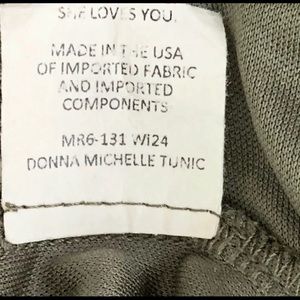 SHE LOVES YOU.
MADE IN THE USA
OF IMPORTED FABRIC
AND IMPORTED
COMPONENTS
MR6-131 Wi24
DONNA MICHELLE TUNIC